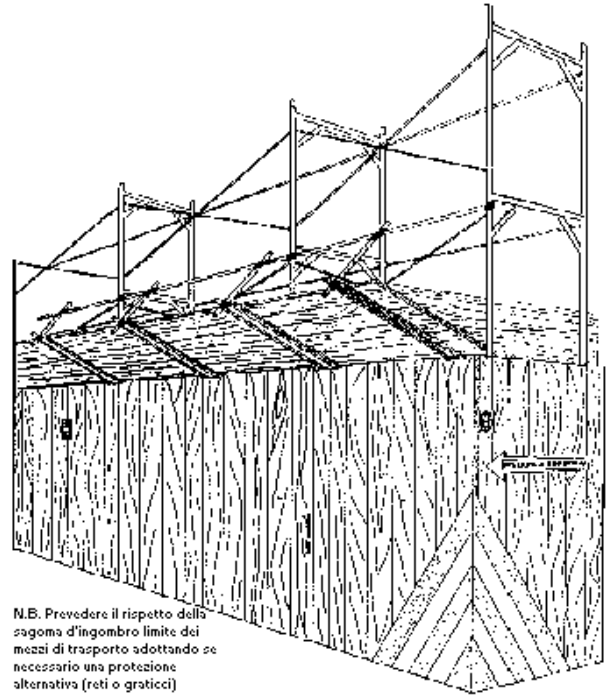 N.B. Prevedere il rispetto della
sagoma d'ingombro limite dei
mezzi di trasporto adottando se
necessario una protezione
alternativa (reti o graticci)